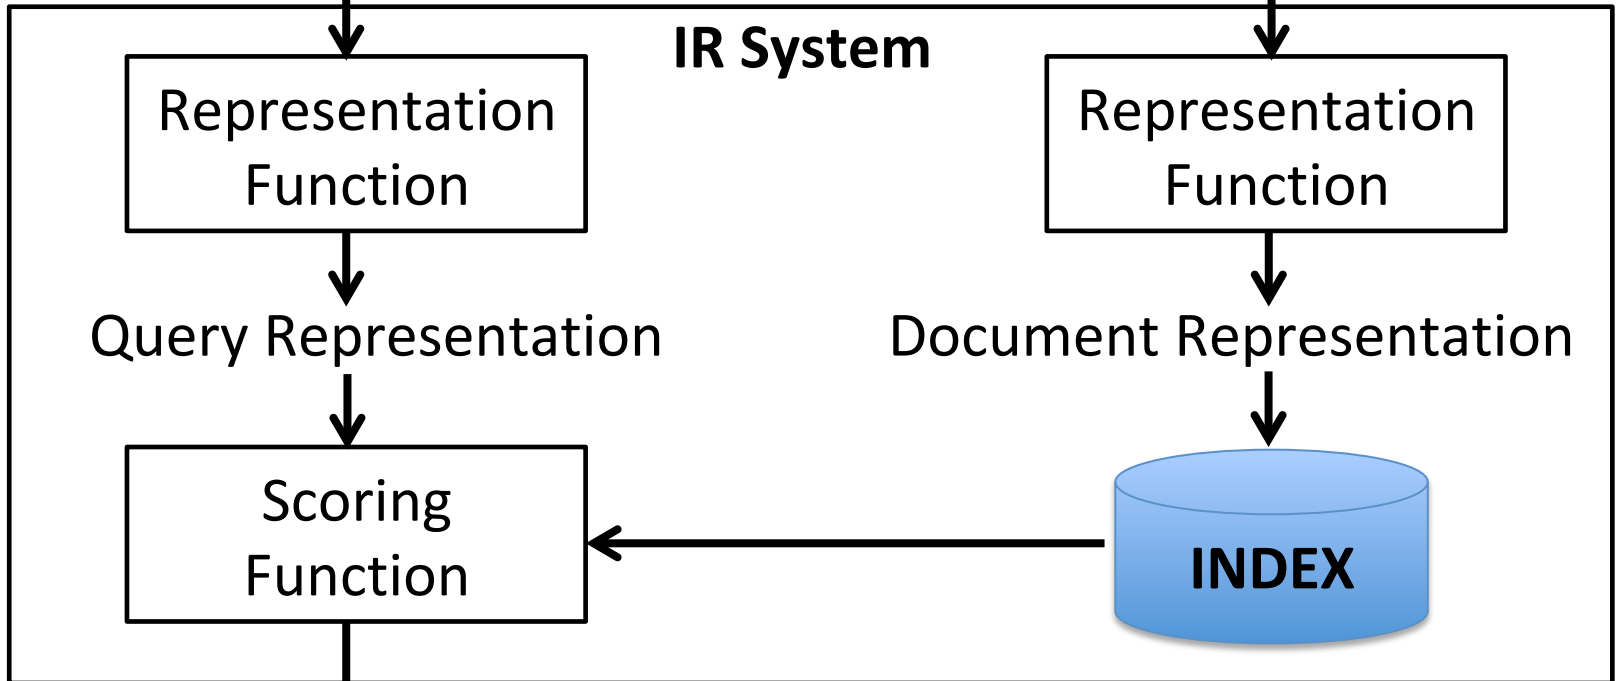 IR System
Representation
Function
Representation
Function
Query Representation
Document Representation
Scoring
Function
INDEX